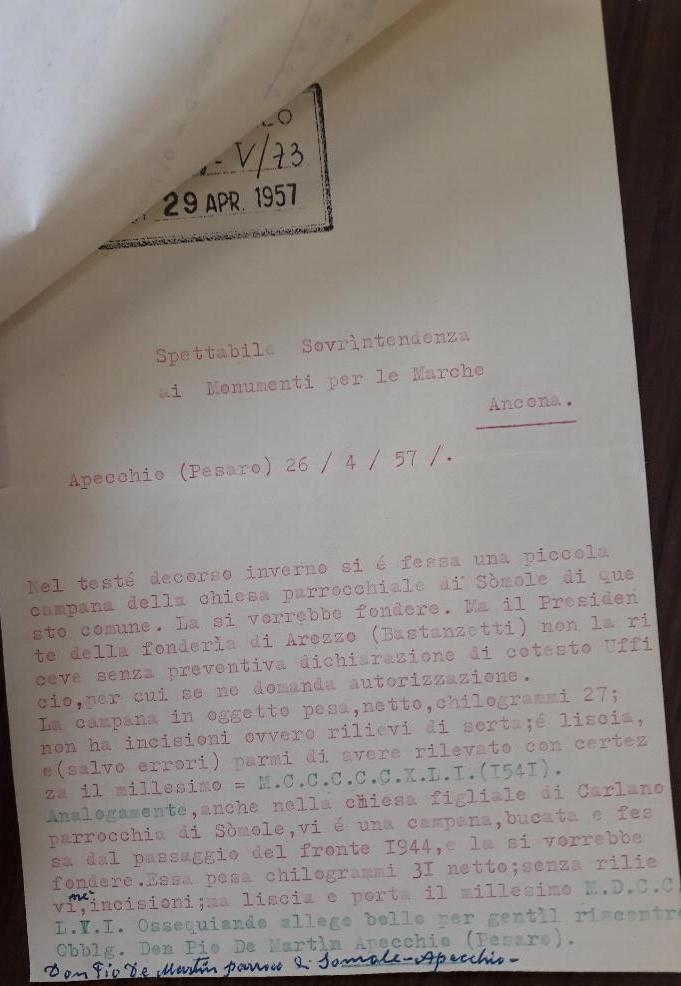 LO
- V/73
29 APR. 1957
Spettabile Sovrìntendenza
ai Monumenti per le Marche
Ancona.
Apecchio (Pesaro) 26 / 4 / 57 /.
Nel testé decorso inverno si é fessa una piccola
campana della chiesa parrocchiale di Sòmole di que
sto comune. La si vorrebbe fondere. Ma il Presiden
te della fonderìa di Arezzo (Bastanzetti) non la ri
ceve senza preventiva dichiarazione di cotesto Uffi
cio,per cui se ne domanda autorizzazione.
La campana in oggetto pesa,netto,chilogrammi 27;
non ha incisioni ovvero rilievi di sorta;é liscia,
e(salvo errori) parmi di avere rilevato con certez
za il millesimo = M.C.C.C.C.C.X.L.I.(I54I).
Analogamente,anche nella chiesa figliale di Carlano
parrocchia di Sòmole,vi é una campana,bucata e fes
sa dal passaggio del fronte I944,e la si vorrebbe
fondere.Essa pesa chilogrammi 3I netto;senza rilie
vi,né incisioni;ma liscia e porta il millesimo M.D.C.C.
L.V.I. Ossequiando allego bollo per gentìl riscontro
Obblg. Don Pio De Martìn Apecchio (Pesaro).
Don Pio De Martin parroco di Somole-Apecchio-